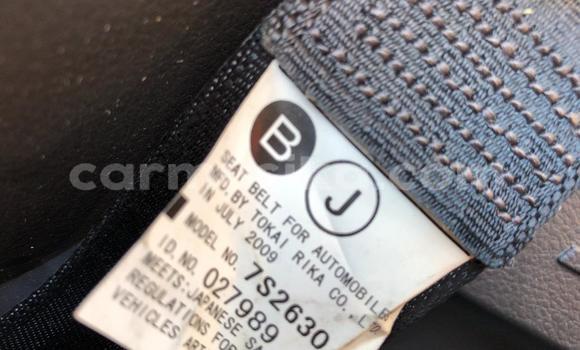 B
J
SEAT BELT FOR AUTOMOBILE
MFD. BY TOKAI RIKA CO., L
IN JULY 2009
MODEL NO. 7S2630
ID. NO. 027989
MEETS: JAPANESE
REGULATIONS FOR
VEHICLES